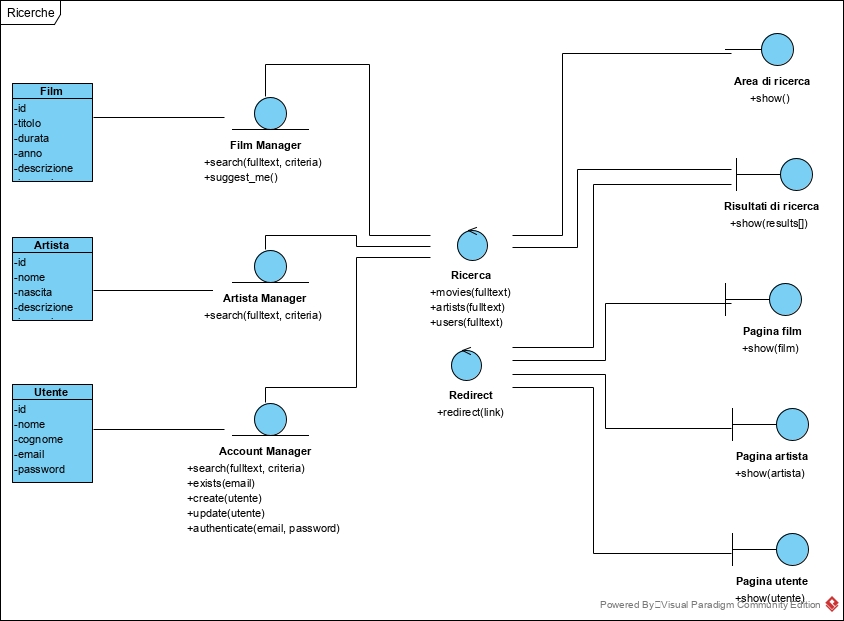 Ricerche
Film
-id
-titolo
-durata
-anno
-descrizione
Film Manager
+search(fulltext, criteria)
+suggest_me()
Artista
-id
-nome
-nascita
-descrizione
Artista Manager
+search(fulltext, criteria)
Utente
-id
-nome
-cognome
-email
-password
Account Manager
+search(fulltext, criteria)
+exists(email)
+create(utente)
+update(utente)
+authenticate(email, password)
Ricerca
+movies(fulltext)
+artists(fulltext)
+users(fulltext)
Redirect
+redirect(link)
Area di ricerca
+show()
Risultati di ricerca
+show(results[])
Pagina film
+show(film)
Pagina artista
+show(artista)
Pagina utente
+show(utente)
Powered By Visual Paradigm Community Edition